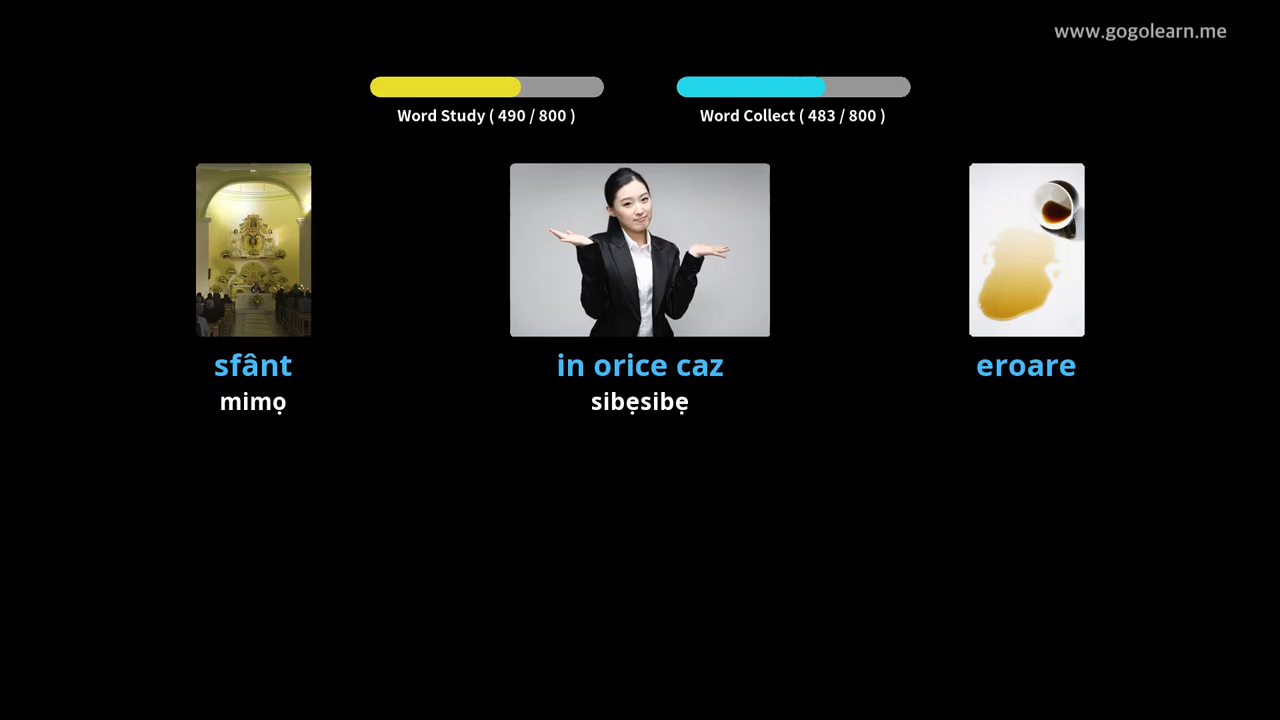 www.gogolearn.me
Word Study ( 490 / 800 )
Word Collect ( 483 / 800 )
sfânt
mimọ
in orice caz
sibẹsibẹ
eroare